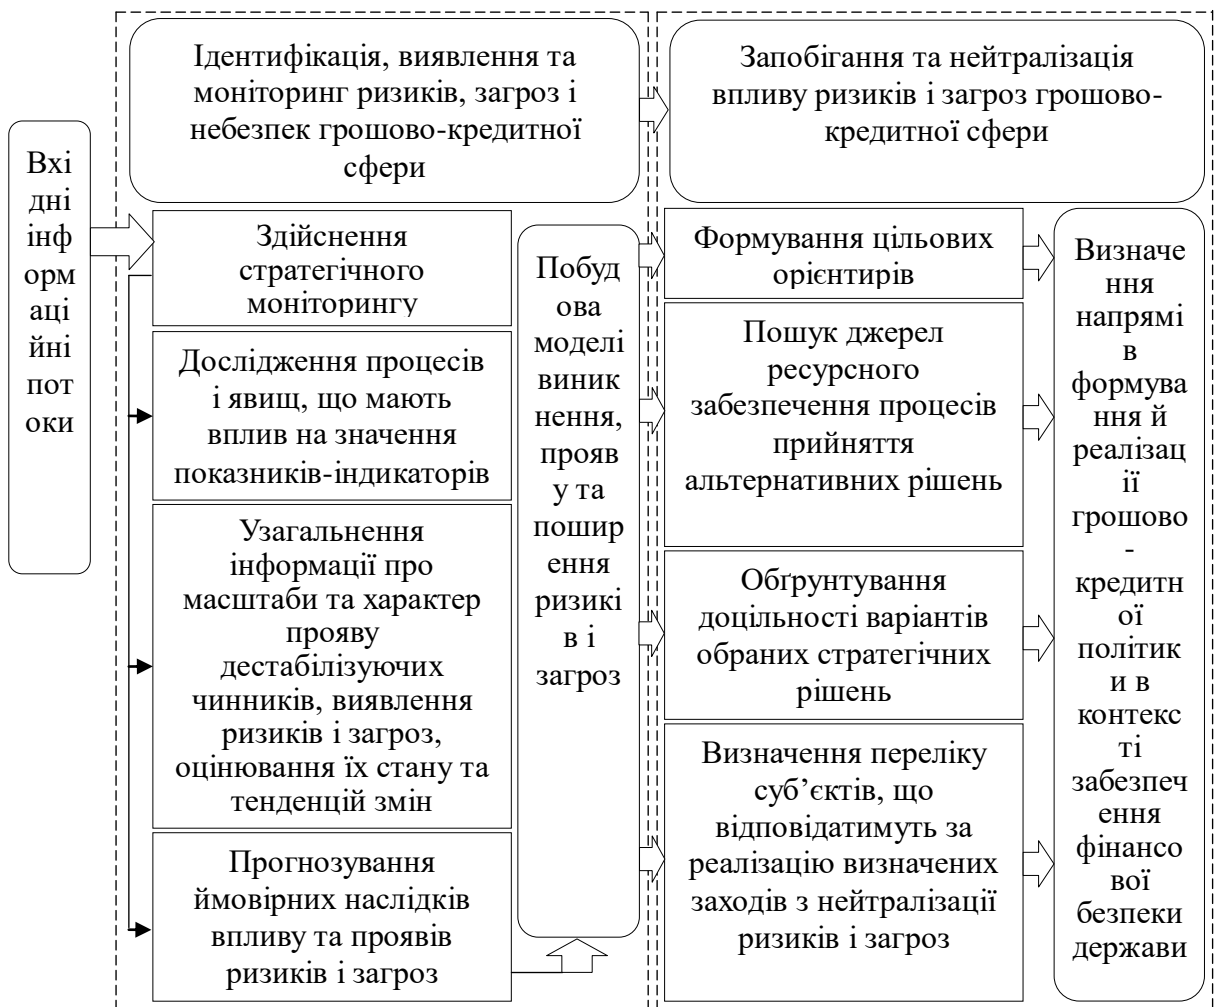 Ідентифікація, виявлення та
моніторинг ризиків, загроз і
небезпек грошово-кредитної
сфери
Запобігання та нейтралізація
впливу ризиків і загроз грошово-
кредитної сфери
Вхі
дні
інф
орм
аці
йні
пот
оки
Здійснення
стратегічного
моніторингу
Дослідження процесів
і явищ, що мають
вплив на значення
показників-індикаторів
Узагальнення
інформації про
масштаби та характер
прояву
дестабілізуючих
чинників, виявлення
ризиків і загроз,
оцінювання їх стану та
тенденцій змін
Прогнозування
ймовірних наслідків
впливу та проявів
ризиків і загроз
Побуд
ова
моделі
виник
нення,
прояв
у та
пошир
ення
ризикі
в і
загроз
Формування цільових
орієнтирів
Пошук джерел
ресурсного
забезпечення процесів
прийняття
альтернативних рішень
Обґрунтування
доцільності варіантів
обраних стратегічних
рішень
Визначення переліку
суб’єктів, що
відповідатимуть за
реалізацію визначених
заходів з нейтралізації
ризиків і загроз
Визначе
ння
напрямі
в
формува
ння й
реалізац
ії
грошово
-
кредитн
ої
політик
и в
контекс
ті
забезпеч
ення
фінансо
вої
безпеки
держави